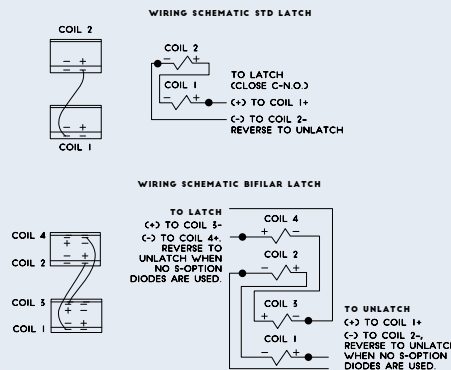 WIRING SCHEMATIC STD LATCH
COIL 2
- +
- +
COIL 1
COIL 2
- +
COIL 1
- +
TO LATCH
(CLOSE C-N.O.)
(+) TO COIL 1+
(-) TO COIL 2-
REVERSE TO UNLATCH
WIRING SCHEMATIC BIFILAR LATCH
COIL 4
COIL 2
COIL 3
COIL 1
TO LATCH
(+) TO COIL 3-
(-) TO COIL 4+.
REVERSE TO
UNLATCH WHEN
NO S-OPTION
DIODES ARE USED.
COIL 4
+ -
COIL 2
- +
COIL 3
+ -
COIL 1
- +
TO UNLATCH
(+) TO COIL 1+
(-) TO COIL 2-,
REVERSE TO UNLATCH
WHEN NO S-OPTION
DIODES ARE USED.